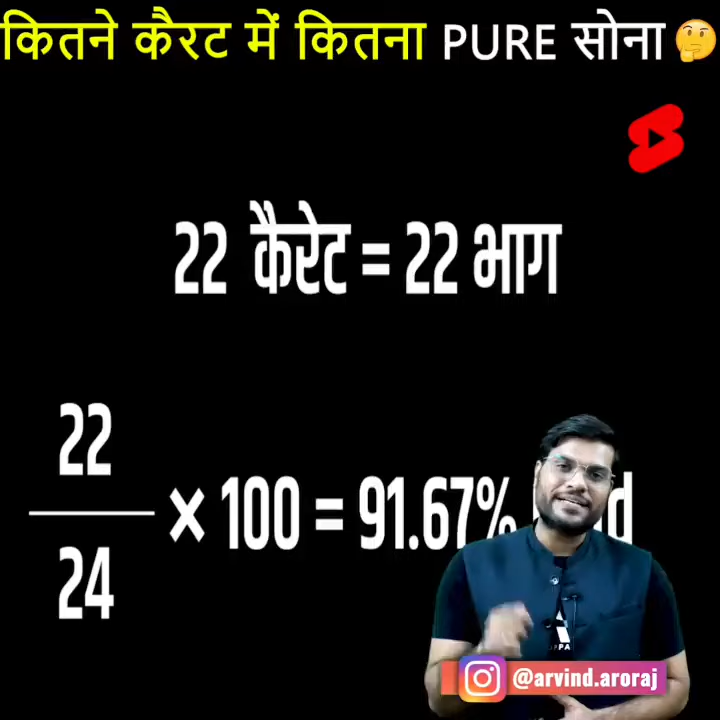 कितने कैरट में कितना PURE सोना🤔
22 कैरेट = 22 भाग
22
24
× 100 = 91.67%
@arvind.aroraj